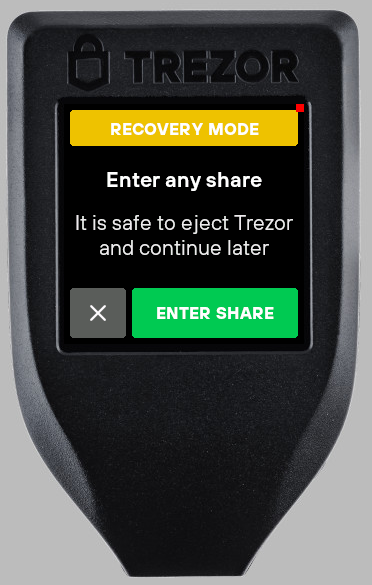 TREZOR
RECOVERY MODE
Enter any share
It is safe to eject Trezor
and continue later
ENTER SHARE